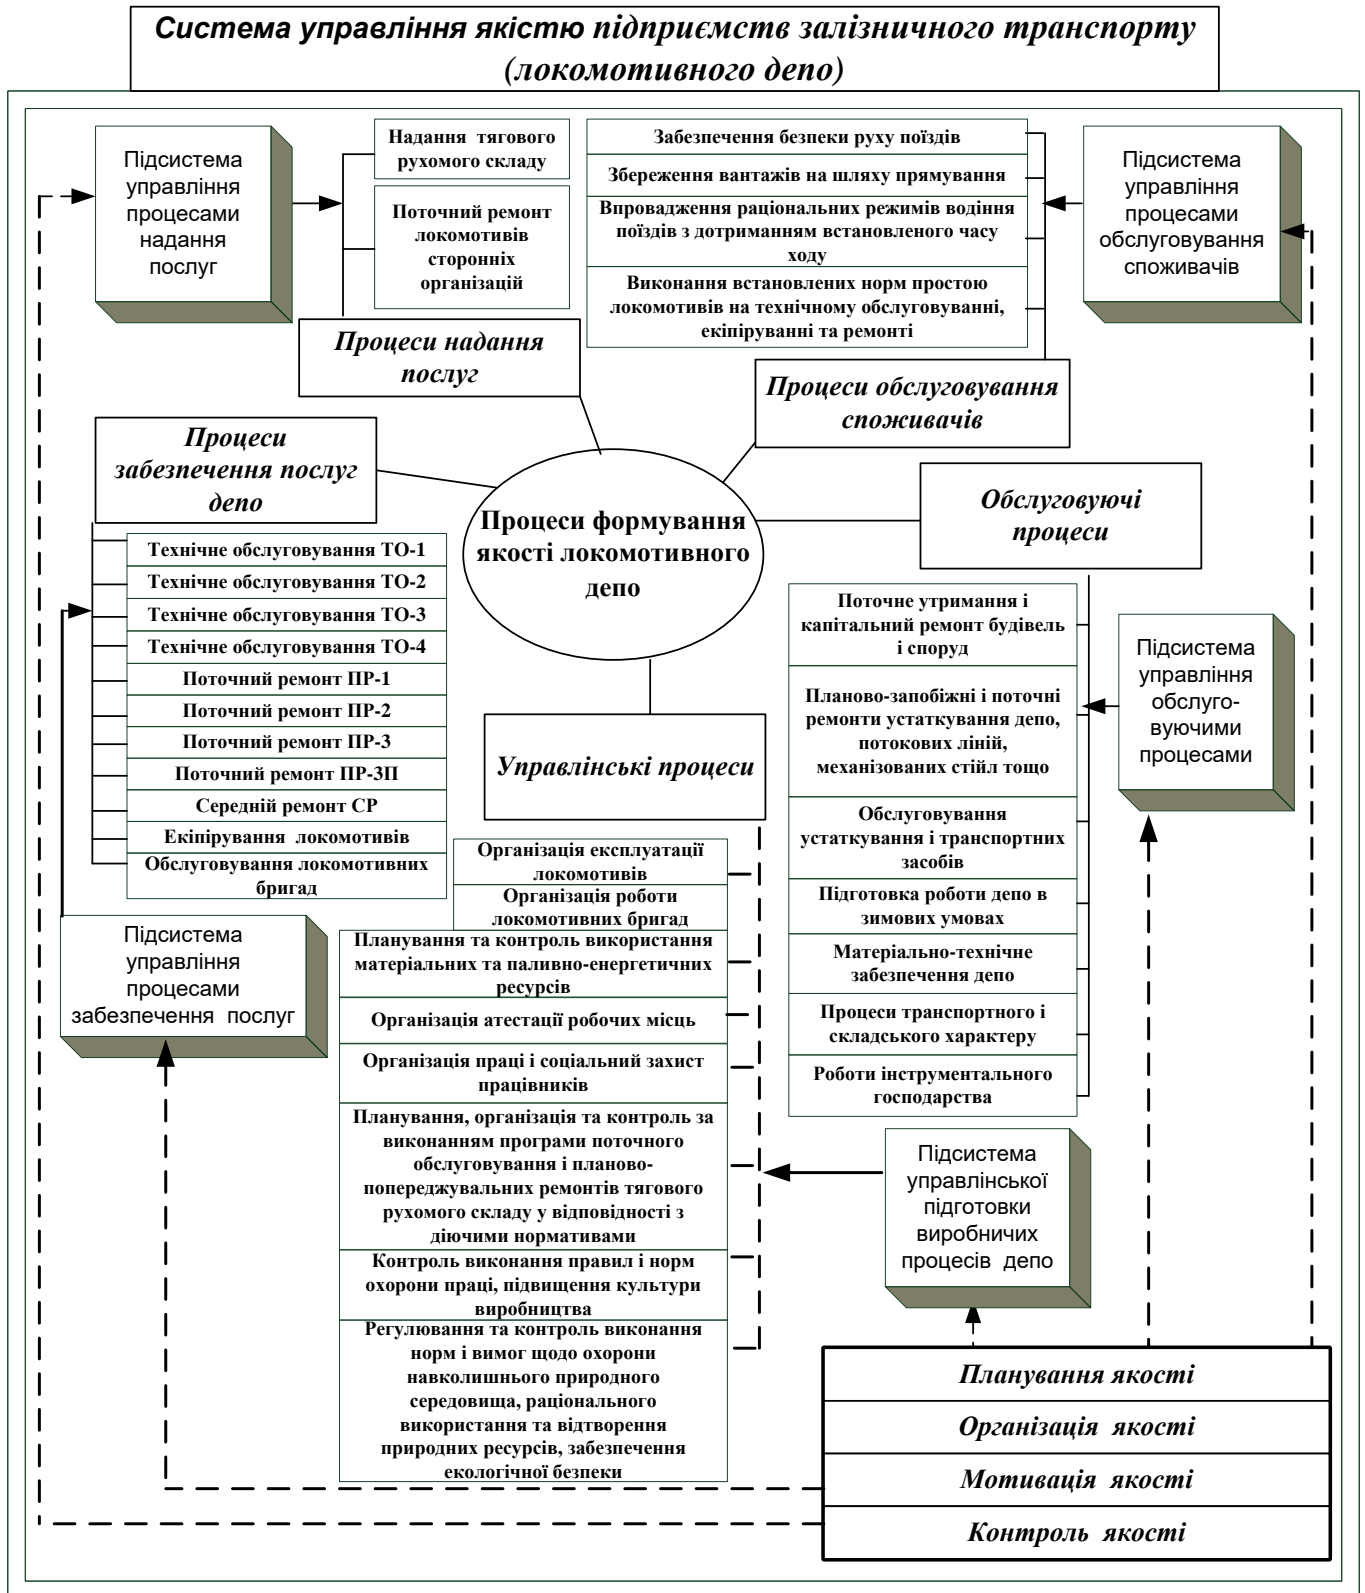 Система управління якістю підприємств залізничного транспорту
(локомотивного депо)
Підсистема
управління
процесами
надання
послуг
Надання тягового
рухомого складу
Поточний ремонт
локомотивів
сторонніх
організацій
Процеси надання
послуг
Забезпечення безпеки руху поїздів
Збереження вантажів на шляху прямування
Впровадження раціональних режимів водіння
поїздів з дотриманням встановленого часу
ходу
Виконання встановлених норм простою
локомотивів на технічному обслуговуванні,
екіпіруванні та ремонті
Підсистема
управління
процесами
обслуговування
споживачів
Процеси обслуговування
споживачів
Процеси
забезпечення послуг
депо
Процеси формування
якості локомотивного
депо
Обслуговуючі
процеси
Технічне обслуговування ТО-1
Технічне обслуговування ТО-2
Технічне обслуговування ТО-3
Технічне обслуговування ТО-4
Поточний ремонт ПР-1
Поточний ремонт ПР-2
Поточний ремонт ПР-3
Поточний ремонт ПР-3П
Середній ремонт СР
Екіпірування локомотивів
Обслуговування локомотивних
бригад
Підсистема
управління
процесами
забезпечення послуг
Управлінські процеси
Організація експлуатації
локомотивів
Організація роботи
локомотивних бригад
Планування та контроль використання
матеріальних та паливно-енергетичних
ресурсів
Організація атестації робочих місць
Організація праці і соціальний захист
працівників
Планування, організація та контроль за
виконанням програми поточного
обслуговування і планово-
попереджувальних ремонтів тягового
рухомого складу у відповідності з
діючими нормативами
Контроль виконання правил і норм
охорони праці, підвищення культури
виробництва
Регулювання та контроль виконання
норм і вимог щодо охорони
навколишнього природного
середовища, раціонального
використання та відтворення
природних ресурсів, забезпечення
екологічної безпеки
Поточне утримання і
капітальний ремонт будівель
і споруд
Планово-запобіжні і поточні
ремонти устаткування депо,
потокових ліній,
механізованих стійл тощо
Обслуговування
устаткування і транспортних
засобів
Підготовка роботи депо в
зимових умовах
Матеріально-технічне
забезпечення депо
Процеси транспортного і
складського характеру
Роботи інструментального
господарства
Підсистема
управління
обслуго-
вуючими
процесами
Підсистема
управлінської
підготовки
виробничих
процесів депо
Планування якості
Організація якості
Мотивація якості
Контроль якості